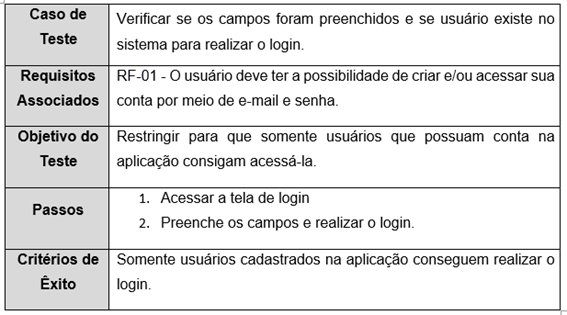 Caso de Teste
Verificar se os campos foram preenchidos e se usuário existe no
sistema para realizar o login.
Requisitos Associados
RF-01 - O usuário deve ter a possibilidade de criar e/ou acessar sua
conta por meio de e-mail e senha.
Objetivo do Teste
Restringir para que somente usuários que possuam conta na
aplicação consigam acessá-la.
Passos
1. Acessar a tela de login
2. Preenche os campos e realizar o login.
Critérios de Êxito
Somente usuários cadastrados na aplicação conseguem realizar o
login.